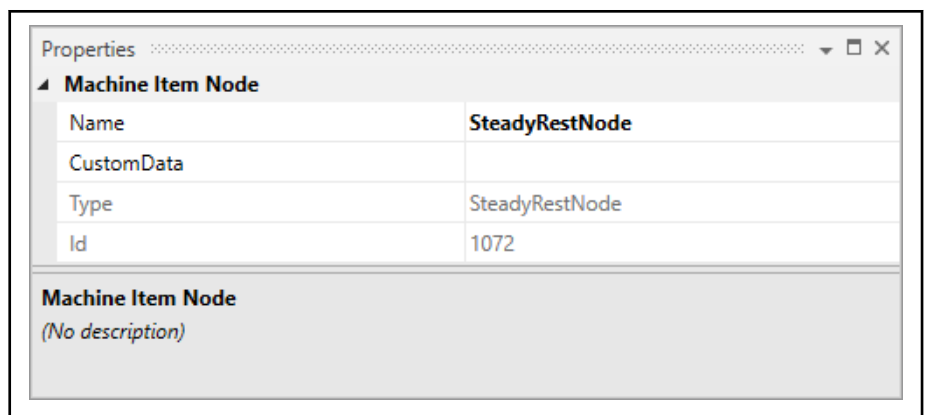 Properties
Machine Item Node
Name SteadyRestNode
CustomData
Type SteadyRestNode
Id 1072
Machine Item Node
(No description)